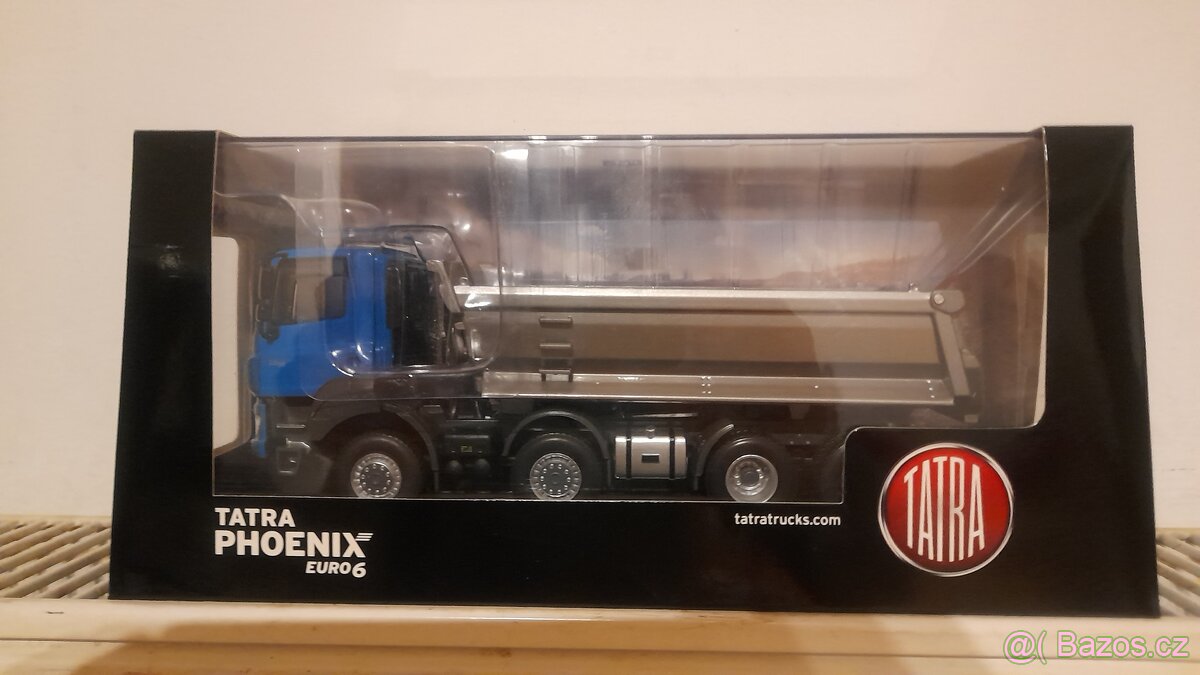 TATRA
PHOENIX
EURO6
tatratrucks.com
TATRA
@( Bazos.cz